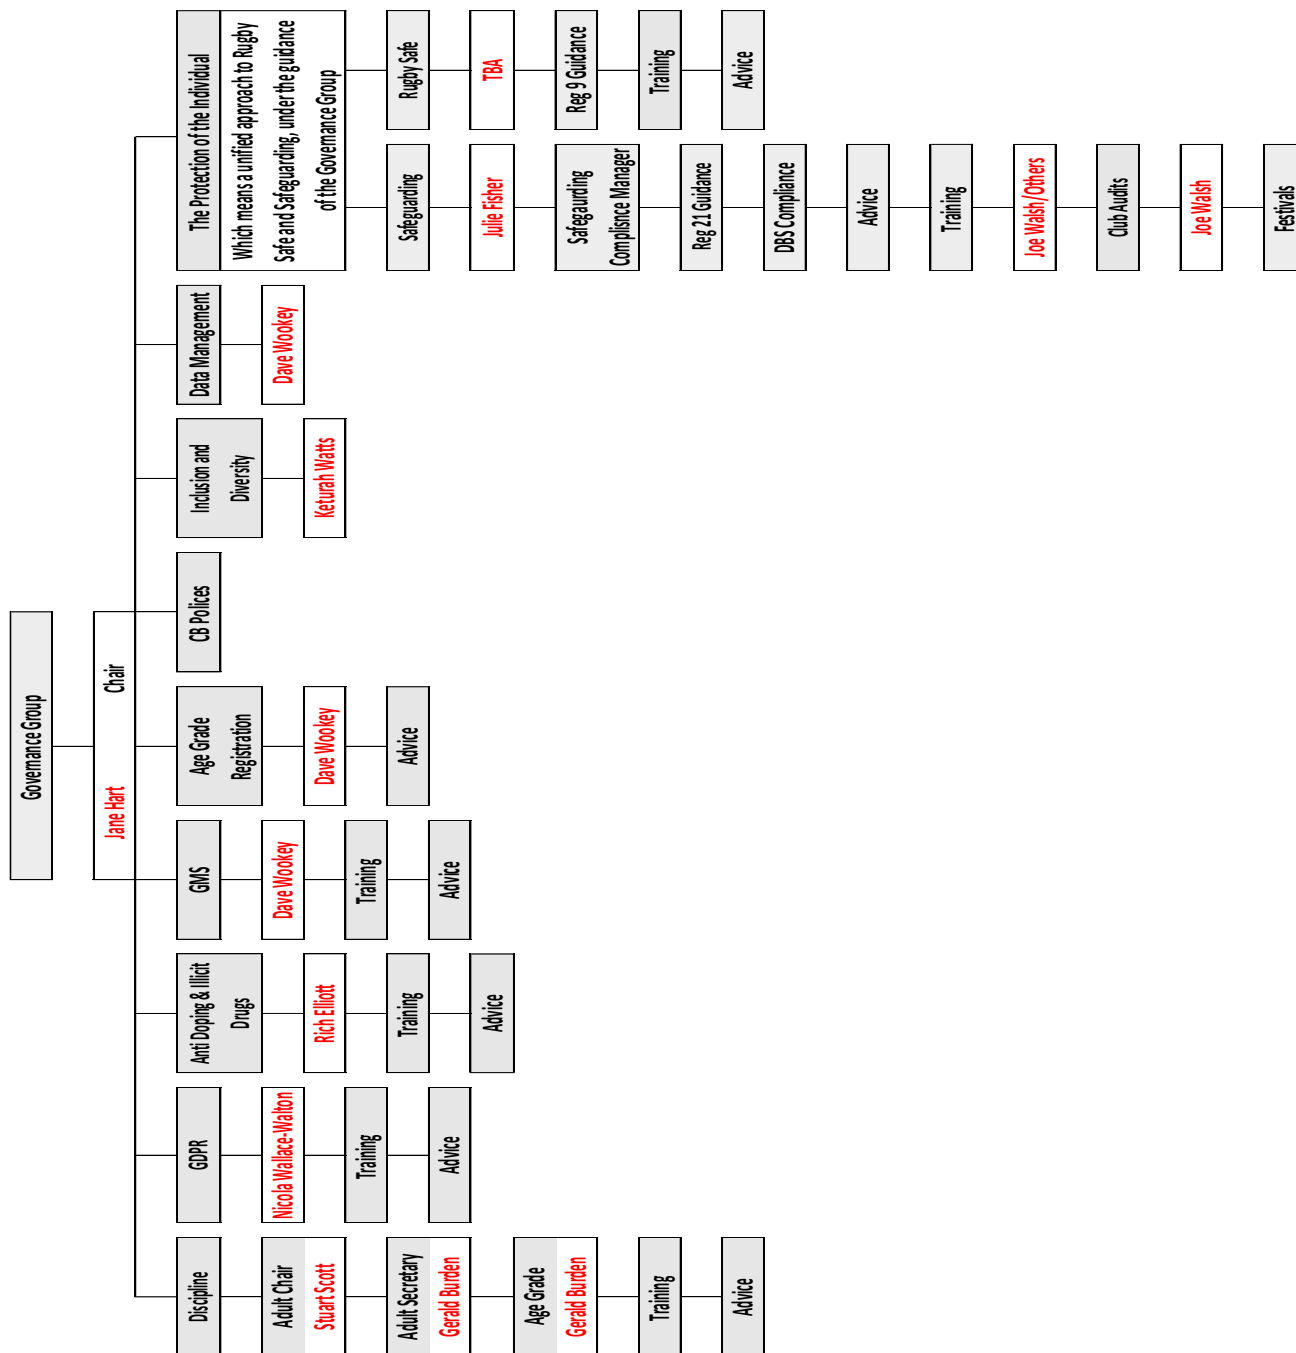 Governance Group
Jane Hart Chair
Discipline
Adult Chair
Stuart Scott
Adult Secretary
Gerald Burden
Age Grade
Gerald Burden
Training
Advice
GDPR
Nicola Wallace-Walton
Training
Advice
Anti Doping & Illicit
Drugs
Rich Elliott
Training
Advice
GMS
Dave Wookey
Training
Advice
Age Grade
Registration
Dave Wookey
Advice
CB Polices
Inclusion and
Diversity
Keturah Watts
Data Management
Dave Wookey
The Protection of the Individual
Which means a unified approach to Rugby
Safe and Safeguarding, under the guidance
of the Governance Group
Safeguarding
Julie Fisher
Safegaurding
Complisnce Manager
Reg 21 Guidance
DBS Compliance
Advice
Training
Joe Walsh/Others
Club Audits
Joe Walsh
Festivals
Rugby Safe
TBA
Reg 9 Guidance
Training
Advice